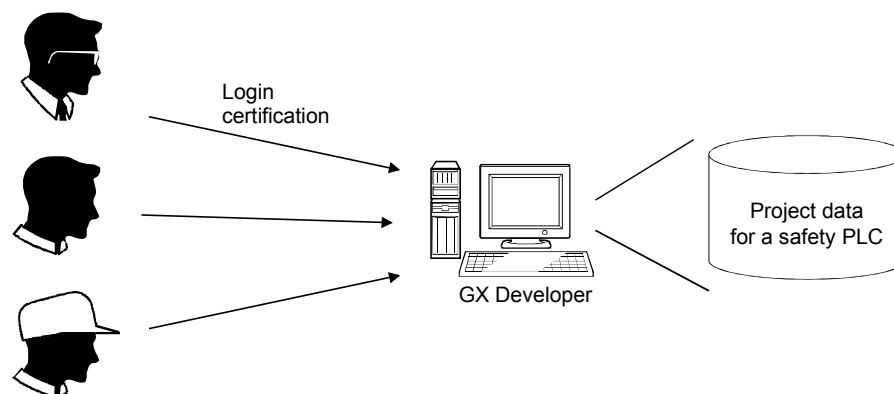 Login
certification
Project data
for a safety PLC
GX Developer